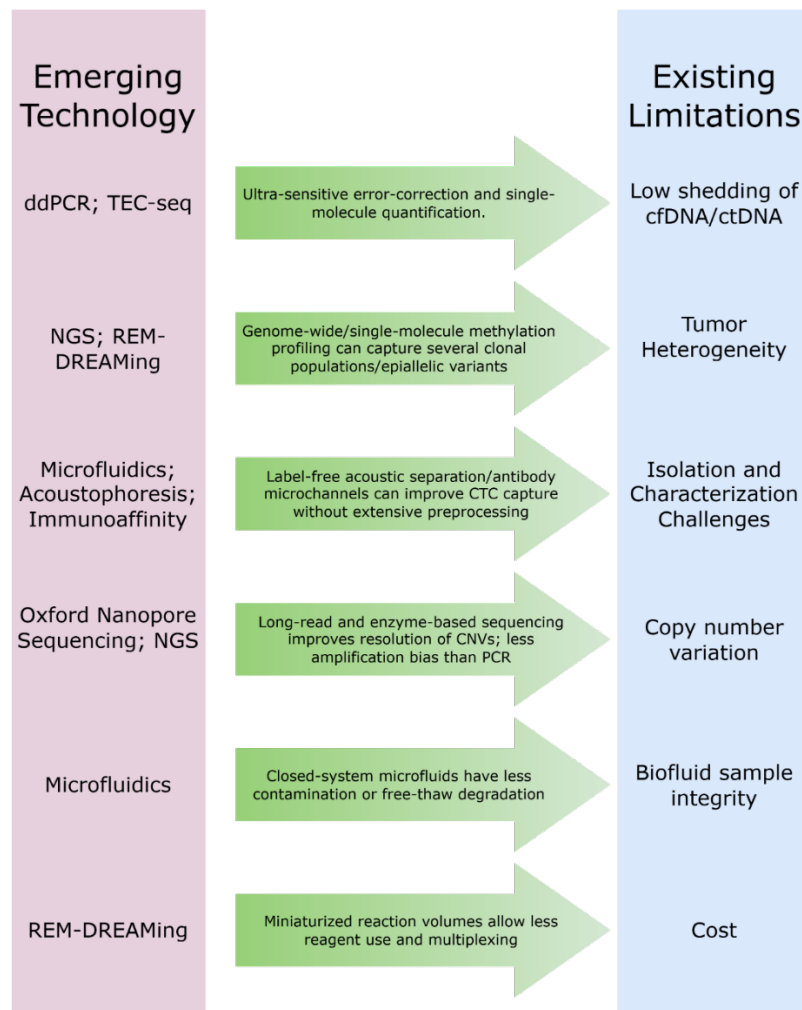 Emerging
Technology
Existing
Limitations
ddPCR; TEC-seq
Ultra-sensitive error-correction and single-
molecule quantification.
Low shedding of
cfDNA/ctDNA
NGS; REM-
DREAMing
Genome-wide/single-molecule methylation
profiling can capture several clonal
populations/epiallelic variants
Tumor
Heterogeneity
Microfluidics;
Acoustophoresis;
Immunoaffinity
Label-free acoustic separation/antibody
microchannels can improve CTC capture
without extensive preprocessing
Isolation and
Characterization
Challenges
Oxford Nanopore
Sequencing; NGS
Long-read and enzyme-based sequencing
improves resolution of CNVs; less
amplification bias than PCR
Copy number
variation
Microfluidics
Closed-system microfluids have less
contamination or free-thaw degradation
Biofluid sample
integrity
REM-DREAMing
Miniaturized reaction volumes allow less
reagent use and multiplexing
Cost